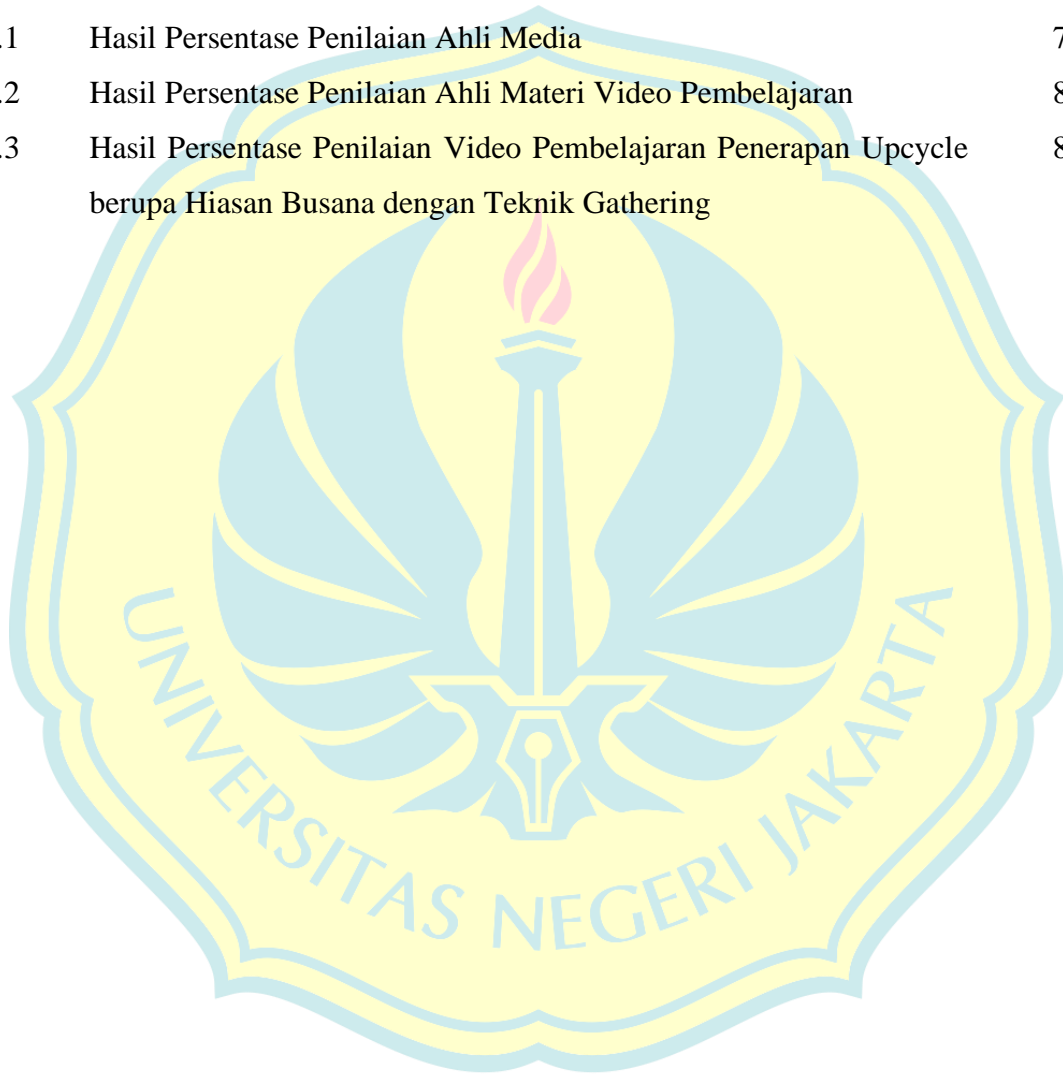 .1 Hasil Persentase Penilaian Ahli Media 7
.2 Hasil Persentase Penilaian Ahli Materi Video Pembelajaran 8
.3 Hasil Persentase Penilaian Video Pembelajaran Penerapan Upcycle 8
berupa Hiasan Busana dengan Teknik Gathering
UNIVERSITAS NEGERI JAKARTA